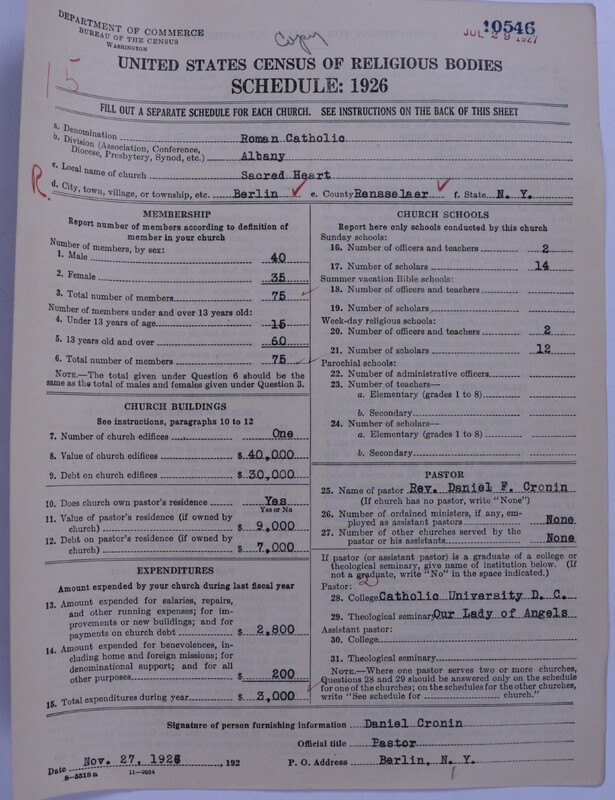 DEPARTMENT OF COMMERCE
BUREAU OF THE CENSUS
WASHINGTON
Copy
10546
JUL 29 1927
15
UNITED STATES CENSUS OF RELIGIOUS BODIES
SCHEDULE: 1926
FILL OUT A SEPARATE SCHEDULE FOR EACH CHURCH. SEE INSTRUCTIONS ON THE BACK OF THIS SHEET
a. Denomination Roman Catholic
b. Division (Association, Conference, Diocese, Presbytery, Synod, etc.) Albany
c. Local name of church Sacred Heart
R.
d. City, town, village, or township, etc. Berlin e. County Rensselaer f. State N. Y.
MEMBERSHIP
Report number of members according to definition of
member in your church
Number of members, by sex:
1. Male 40
2. Female 35
3. Total number of members 75
Number of members under and over 13 years old:
4. Under 13 years of age 15
5. 13 years old and over 60
6. Total number of members 75
NOTE.—The total given under Question 6 should be the
same as the total of males and females given under Question 3.
CHURCH BUILDINGS
See instructions, paragraphs 10 to 12
7. Number of church edifices One
8. Value of church edifices $ 40,000
9. Debt on church edifices $ 30,000
10. Does church own pastor's residence Yes
Yes or No
11. Value of pastor's residence (if owned by
church) $ 9,000
12. Debt on pastor's residence (if owned by
church) $ 7,000
EXPENDITURES
Amount expended by your church during last fiscal year
13. Amount expended for salaries, repairs,
and other running expenses; for im-
provements or new buildings; and for
payments on church debt $ 2,800
14. Amount expended for benevolences, in-
cluding home and foreign missions; for
denominational support; and for all
other purposes $ 200
15. Total expenditures during year $ 3,000
CHURCH SCHOOLS
Report here only schools conducted by this church
Sunday schools:
16. Number of officers and teachers 2
17. Number of scholars 14
Summer vacation Bible schools:
18. Number of officers and teachers
19. Number of scholars
Week-day religious schools:
20. Number of officers and teachers 2
21. Number of scholars 12
Parochial schools:
22. Number of administrative officers
23. Number of teachers—
a. Elementary (grades 1 to 8)
b. Secondary
24. Number of scholars—
a. Elementary (grades 1 to 8)
b. Secondary
PASTOR
25. Name of pastor Rev. Daniel F. Cronin
(If church has no pastor, write "None")
26. Number of ordained ministers, if any, em-
ployed as assistant pastors None
27. Number of other churches served by the
pastor or his assistants None
If pastor (or assistant pastor) is a graduate of a college or
theological seminary, give name of institution below. (If
not a graduate, write "No" in the space indicated.)
Pastor:
28. College Catholic University D. C.
29. Theological seminary Our Lady of Angels
Assistant pastor:
30. College
31. Theological seminary
NOTE.—Where one pastor serves two or more churches,
Questions 28 and 29 should be answered only on the schedule
for one of the churches; on the schedules for the other churches,
write "See schedule for church."
Signature of person furnishing information Daniel Cronin
Official title Pastor
Date Nov. 27, 1926 , 192 P. O. Address Berlin, N. Y.
8-5518 a 11-9024